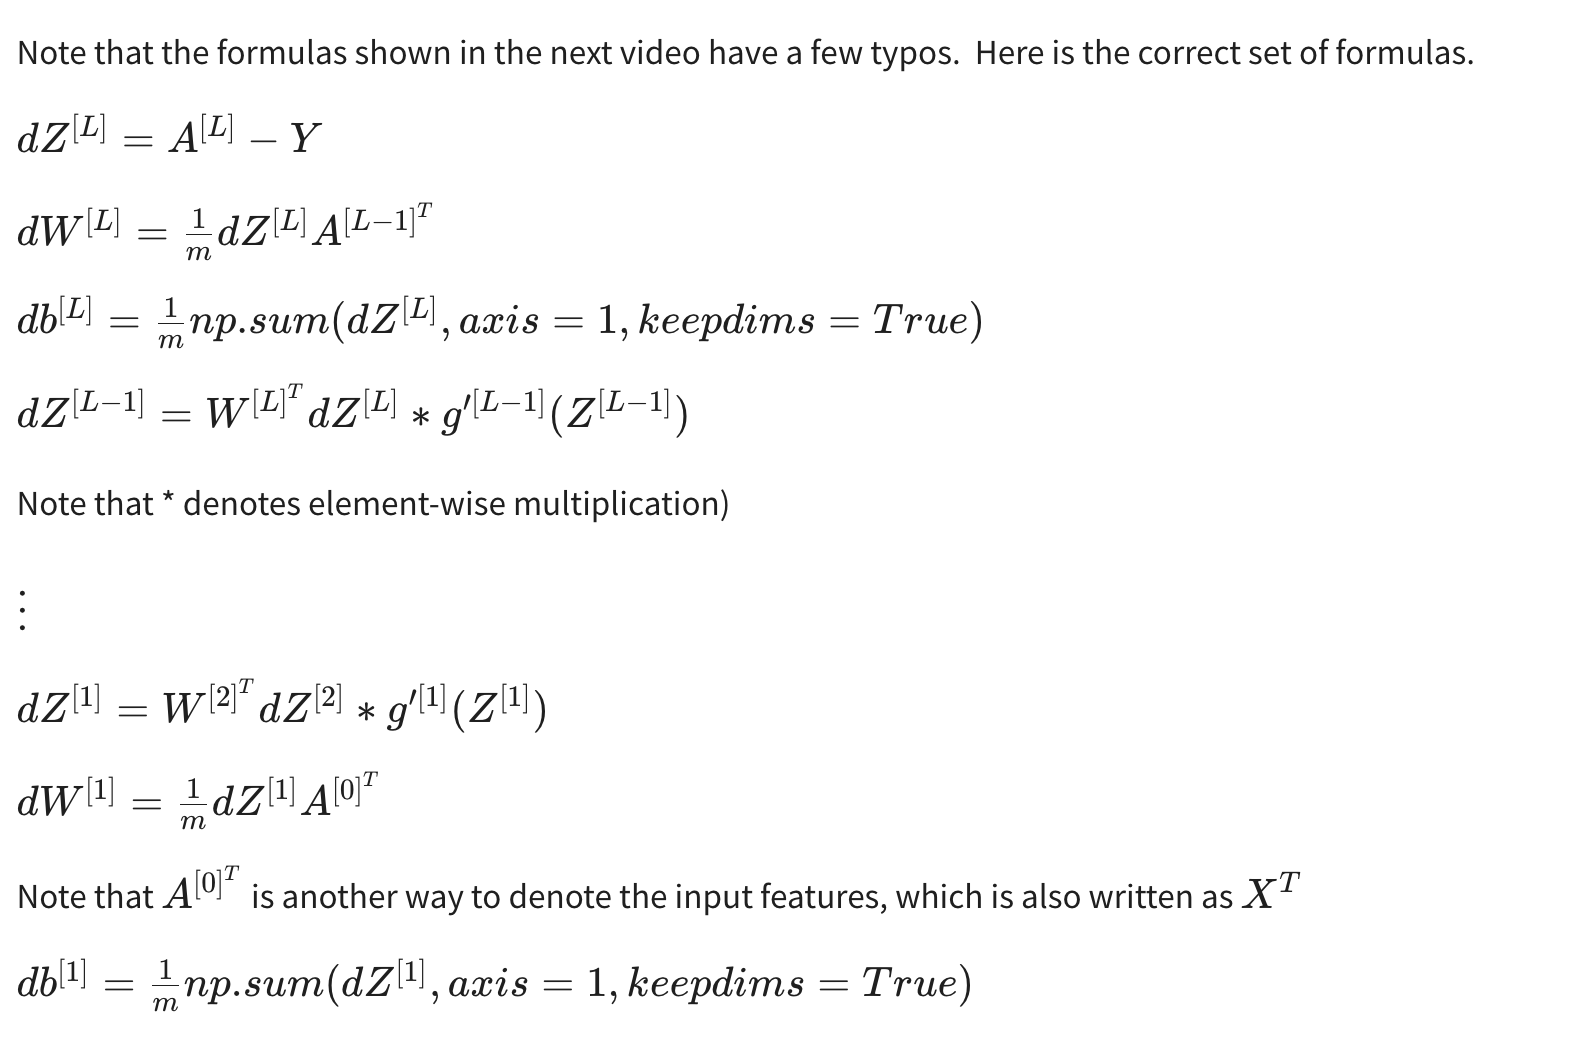 Note that the formulas shown in the next video have a few typos.  Here is the correct set of formulas.
$dZ^{[L]} = A^{[L]} - Y$
$dW^{[L]} = \frac{1}{m} dZ^{[L]} A^{[L-1]^T}$
$db^{[L]} = \frac{1}{m} np.sum(dZ^{[L]}, axis = 1, keepdims = True)$
$dZ^{[L-1]} = W^{[L]^T} dZ^{[L]} * g'^{[L-1]}(Z^{[L-1]})$
Note that * denotes element-wise multiplication)
⋮
$dZ^{[1]} = W^{[2]^T} dZ^{[2]} * g'^{[1]}(Z^{[1]})$
$dW^{[1]} = \frac{1}{m} dZ^{[1]} A^{[0]^T}$
Note that $A^{[0]^T}$ is another way to denote the input features, which is also written as $X^T$
$db^{[1]} = \frac{1}{m} np.sum(dZ^{[1]}, axis = 1, keepdims = True)$